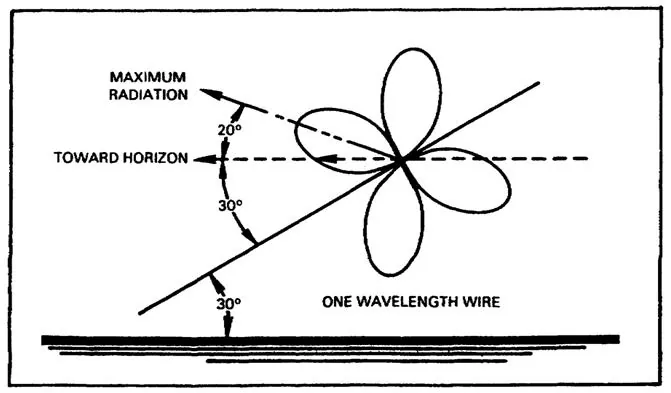 MAXIMUM
RADIATION
20°
TOWARD HORIZON
30°
30°
ONE WAVELENGTH WIRE